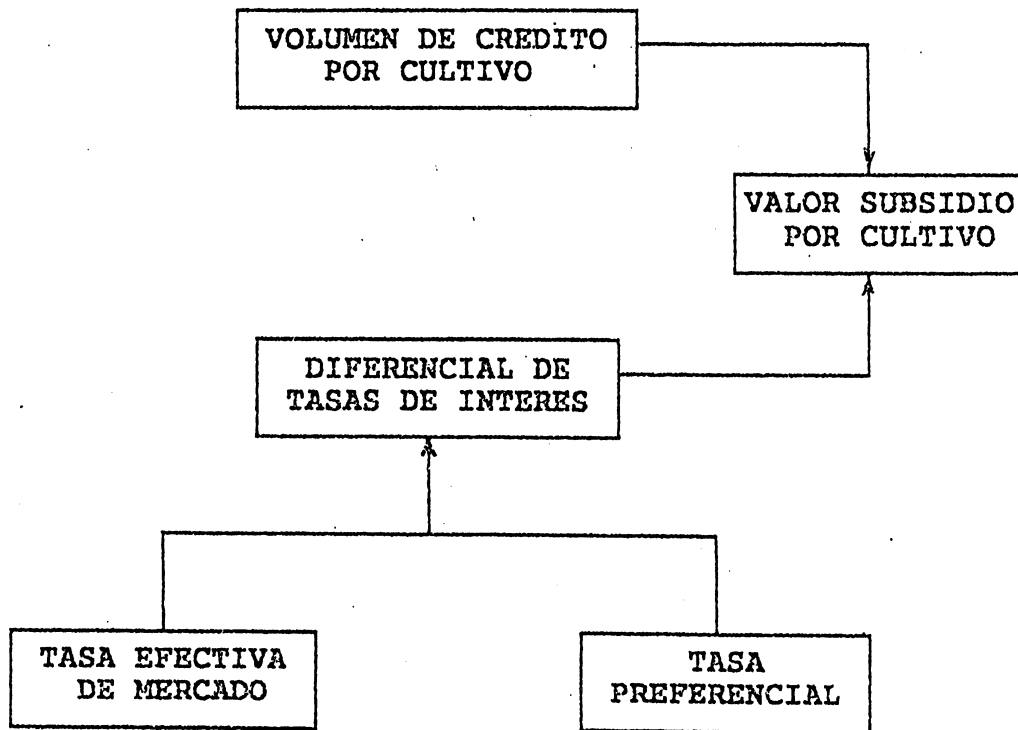 VOLUMEN DE CREDITO
POR CULTIVO
VALOR SUBSIDIO
POR CULTIVO
DIFERENCIAL DE
TASAS DE INTERES
TASA EFECTIVA
DE MERCADO
TASA
PREFERENCIAL